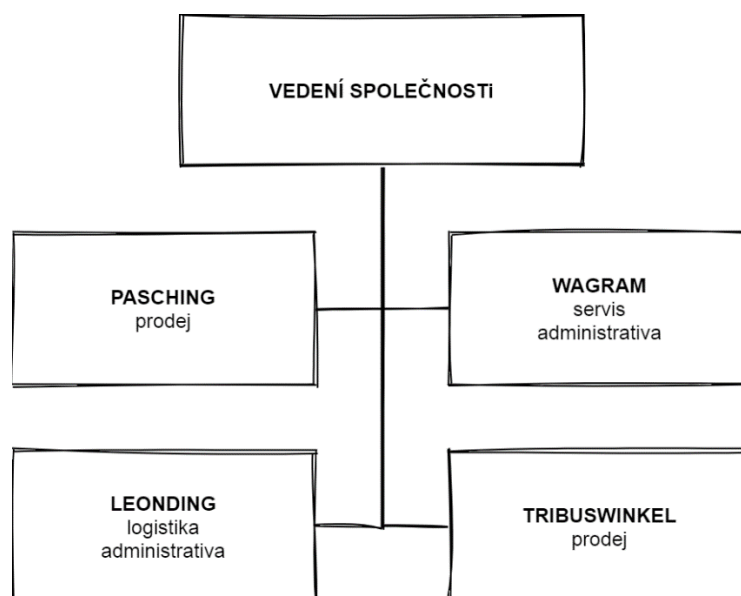 VEDENÍ SPOLEČNOSTi
PASCHING
prodej
WAGRAM
servis
administrativa
LEONDING
logistika
administrativa
TRIBUSWINKEL
prodej